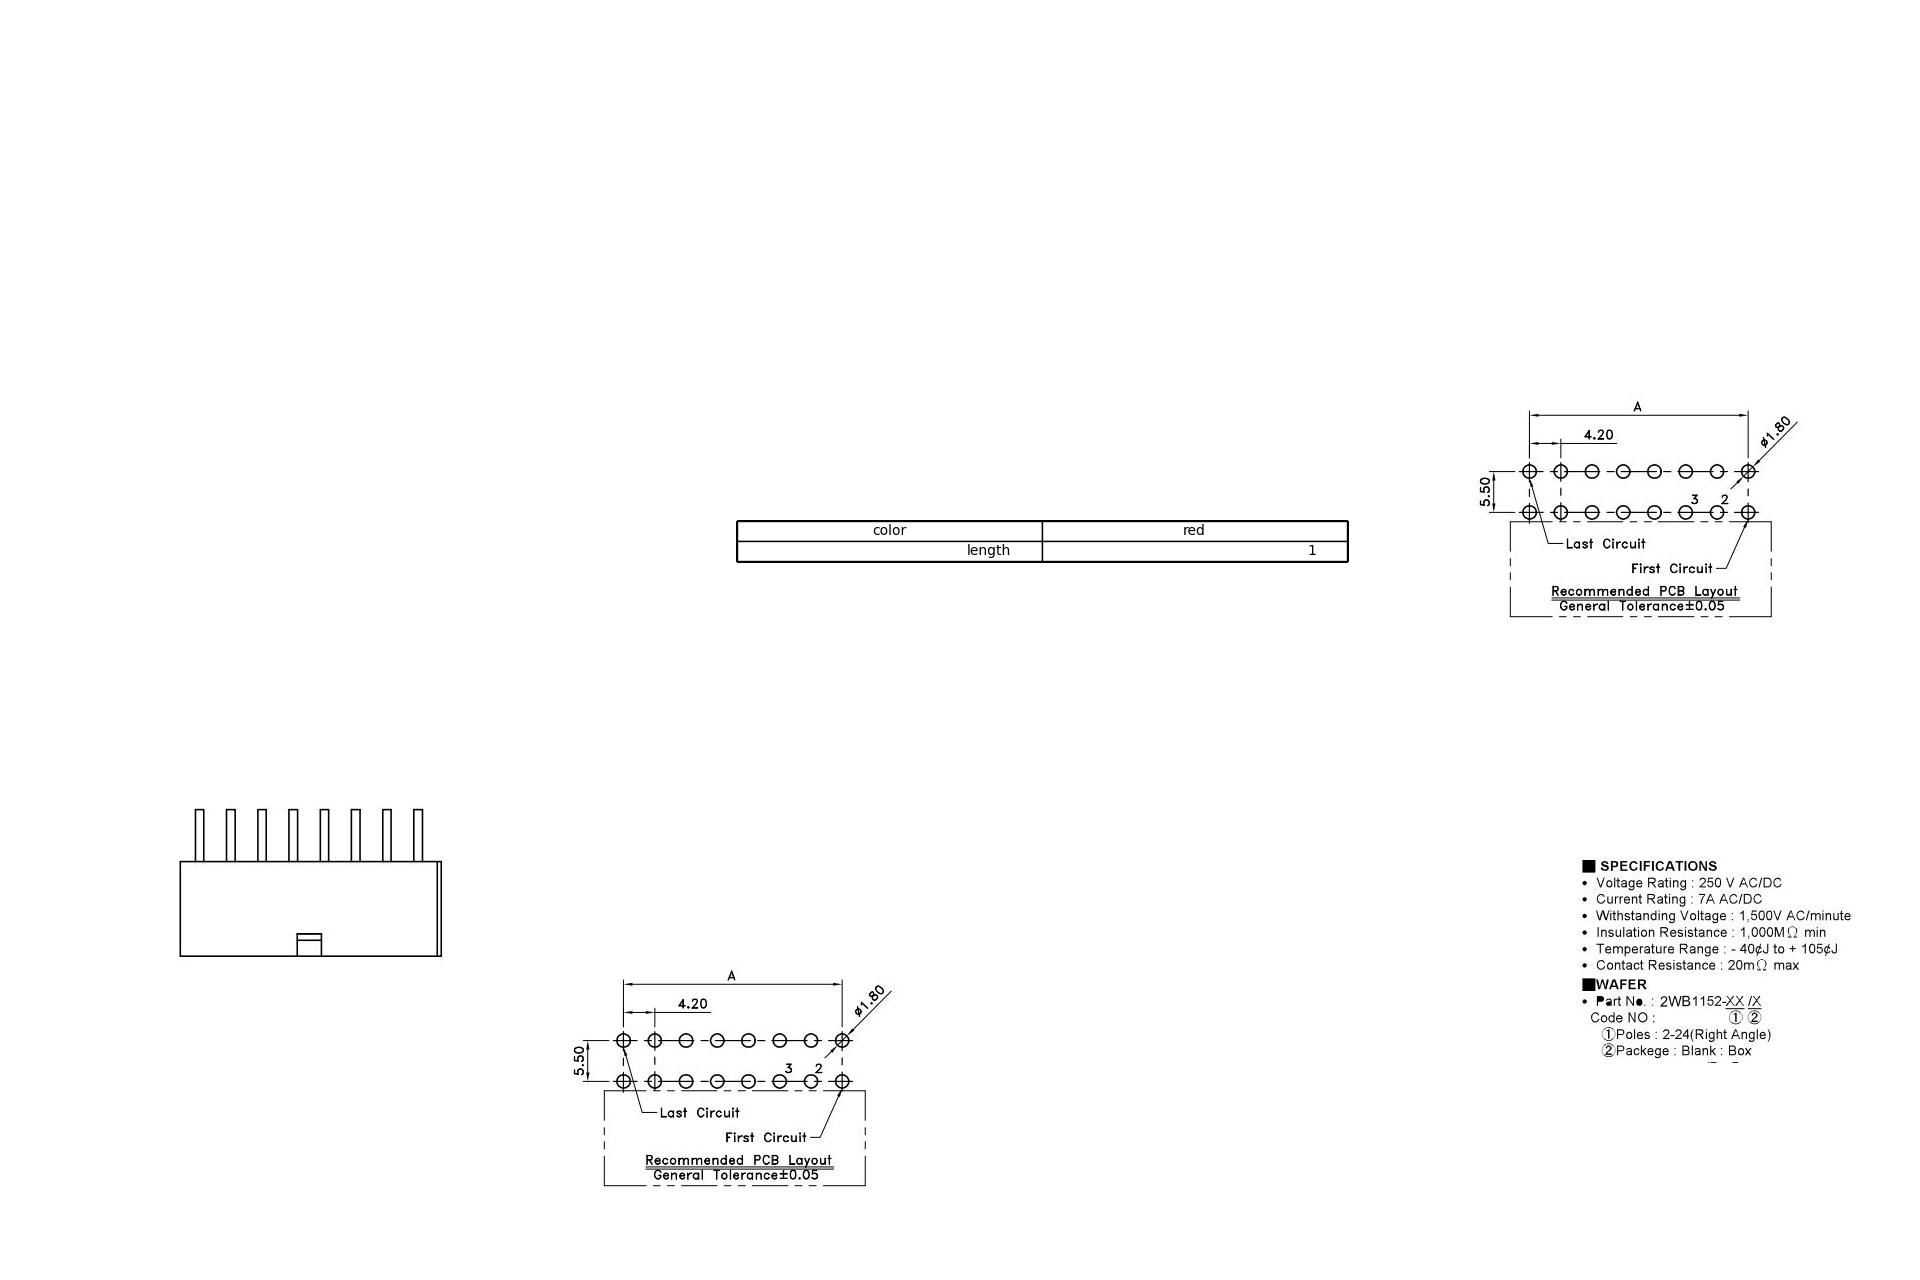 A
4.20
ø1.80
5.50
3 2
Last Circuit
First Circuit
Recommended PCB Layout
General Tolerance±0.05
color red
length 1
■ SPECIFICATIONS
• Voltage Rating : 250 V AC/DC
• Current Rating : 7A AC/DC
• Withstanding Voltage : 1,500V AC/minute
• Insulation Resistance : 1,000MΩ min
• Temperature Range : - 40¢J to + 105¢J
• Contact Resistance : 20mΩ max
■WAFER
• Part No. : 2WB1152-XX /X
Code NO : ① ②
①Poles : 2-24(Right Angle)
②Packege : Blank : Box
A
4.20
ø1.80
5.50
3 2
Last Circuit
First Circuit
Recommended PCB Layout
General Tolerance±0.05